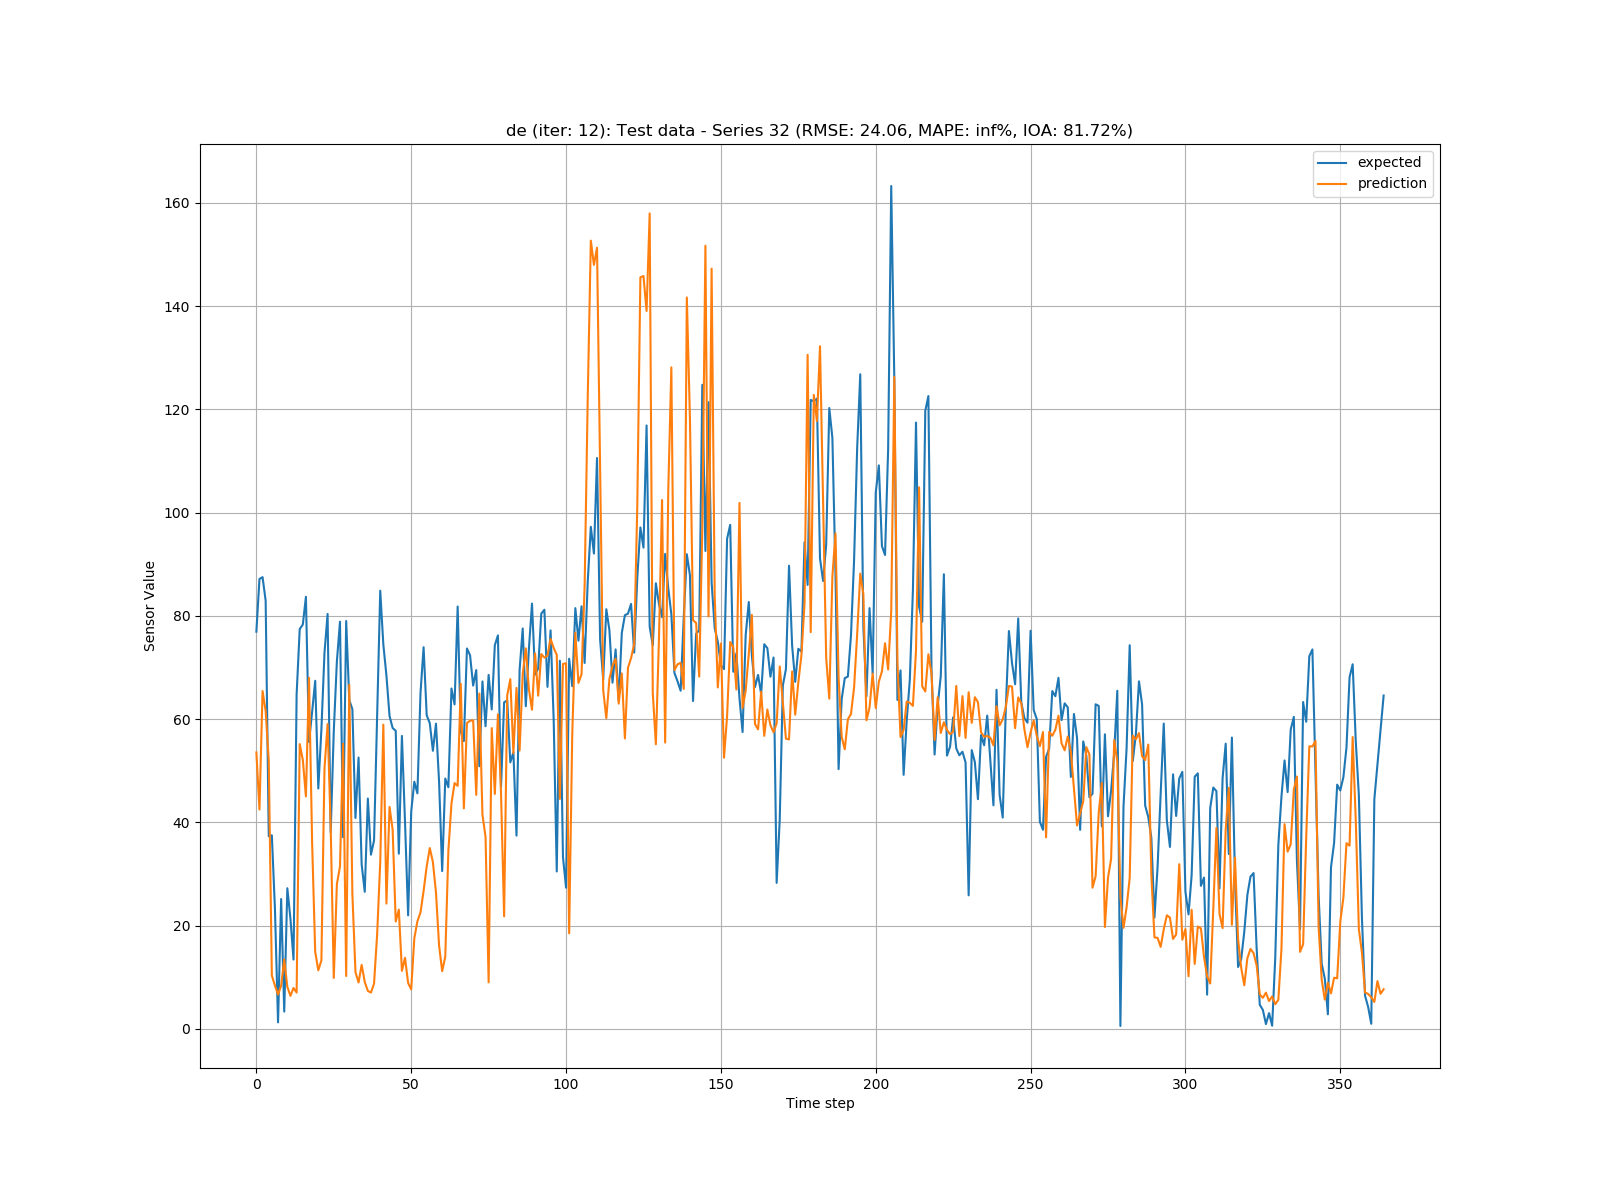 de (iter: 12): Test data - Series 32 (RMSE: 24.06, MAPE: inf%, IOA: 81.72%)
expected
prediction
160
140
120
100
80
60
40
20
0
Sensor Value
0 50 100 150 200 250 300 350
Time step